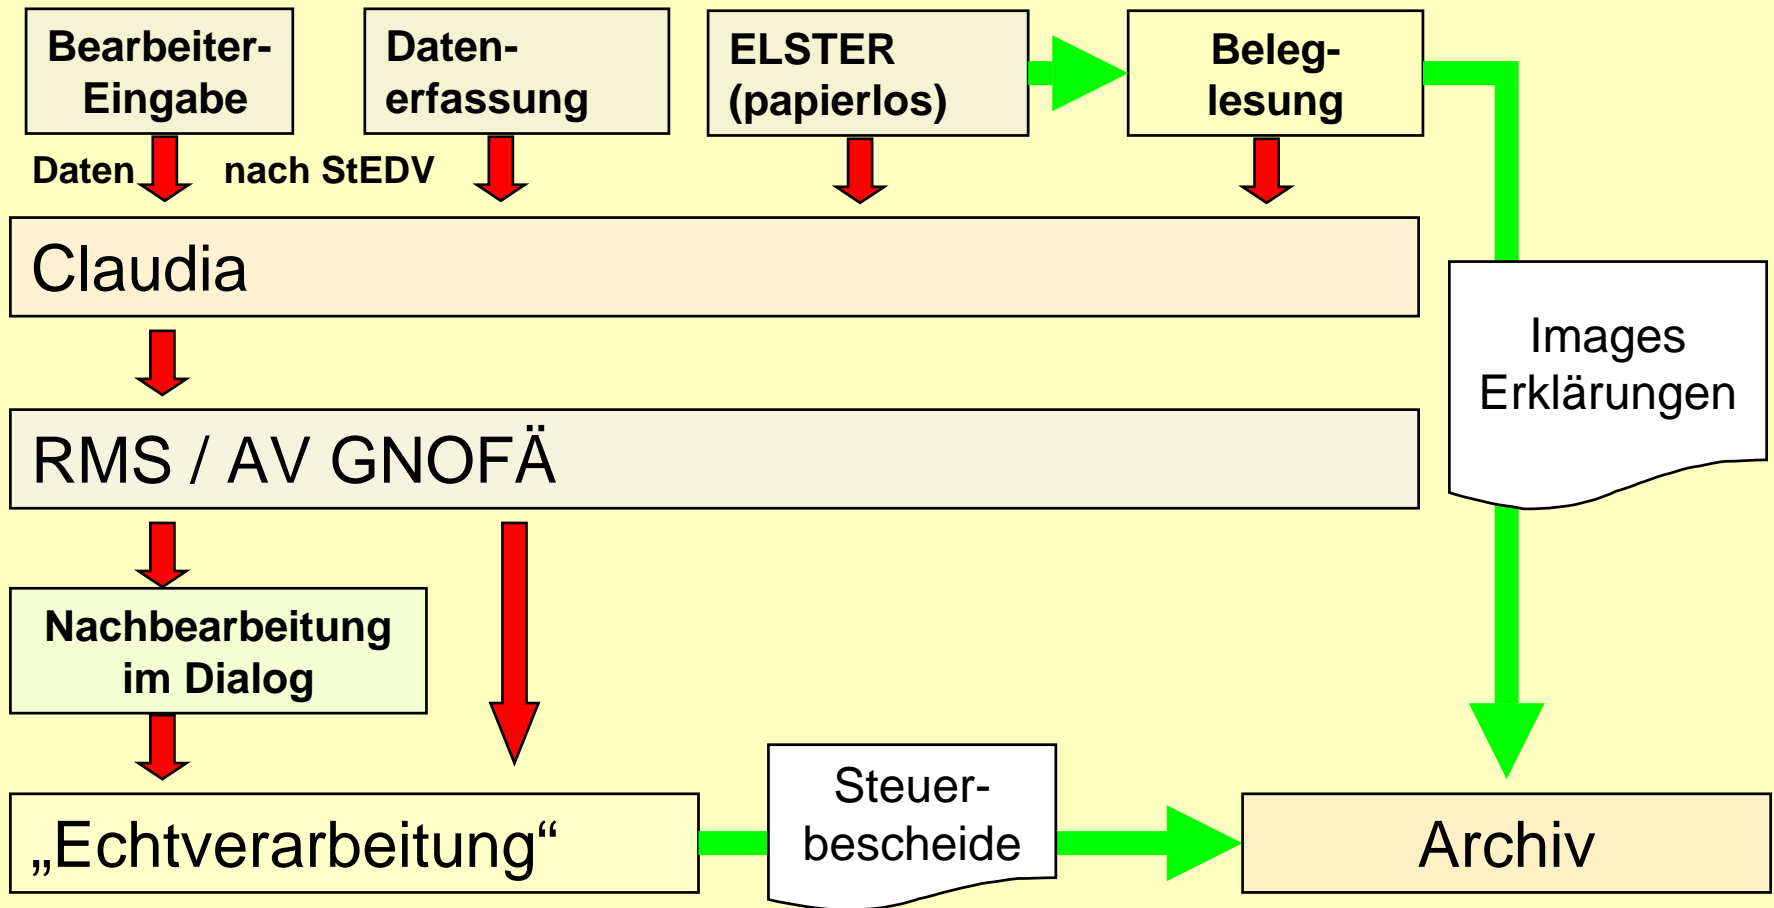 Bearbeiter-
Eingabe
Daten-
erfassung
ELSTER
(papierlos)
Beleg-
lesung
Daten nach StEDV
Claudia
Images
Erklärungen
RMS / AV GNOFÄ
Nachbearbeitung
im Dialog
Steuer-
bescheide
„Echtverarbeitung“
Archiv